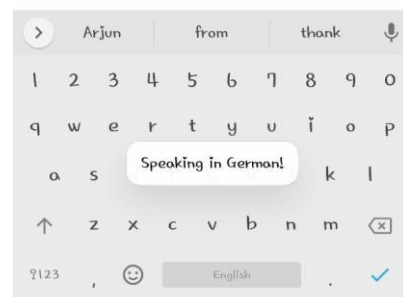 Arjun from thank
1 2 3 4 5 6 7 8 9 0
q w e r t y u i o p
a s k l
Speaking in German!
z x c v b n m
?123 , English .